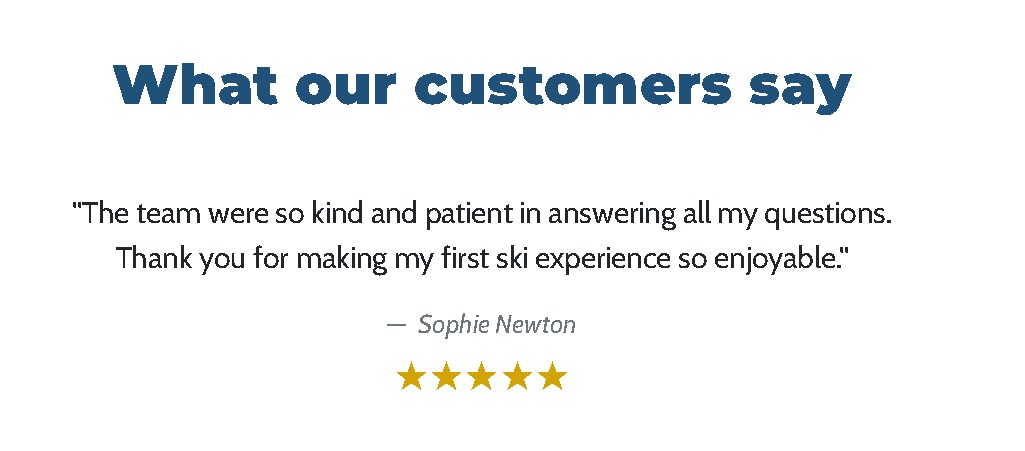 What our customers say
"The team were so kind and patient in answering all my questions.
Thank you for making my first ski experience so enjoyable."
— Sophie Newton
★★★★★